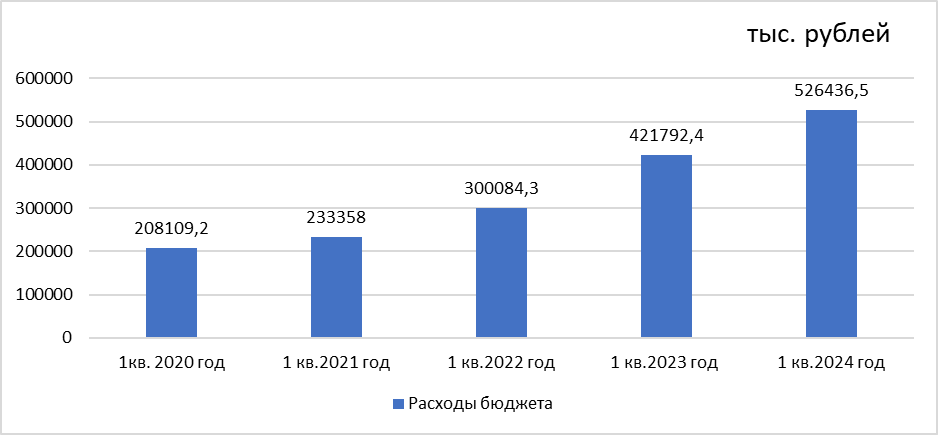 тыс. рублей
600000
500000
400000
300000
200000
100000
0
208109,2
233358
300084,3
421792,4
526436,5
1кв. 2020 год
1 кв.2021 год
1 кв.2022 год
1 кв.2023 год
1 кв.2024 год
Расходы бюджета